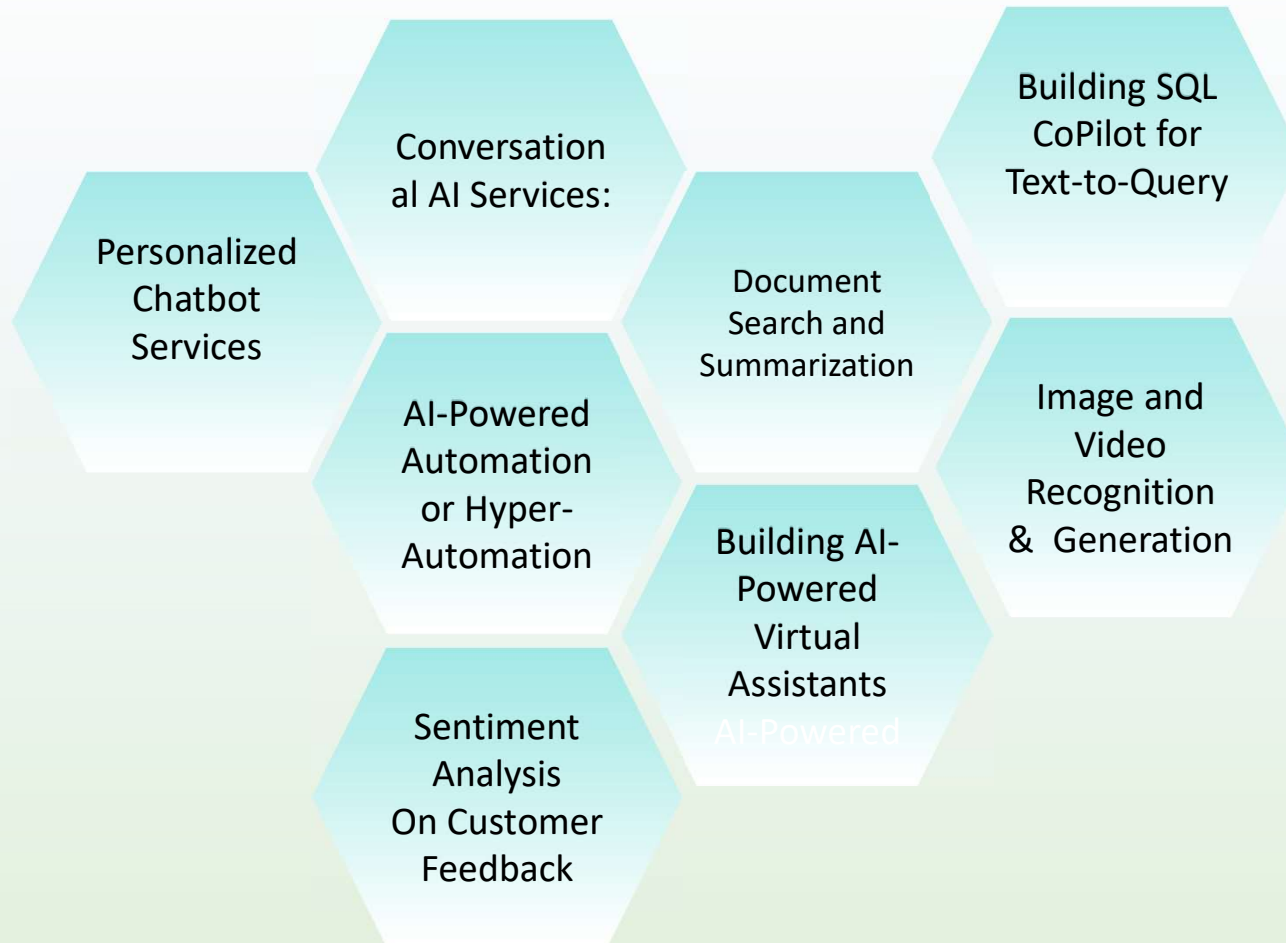 Personalized
Chatbot
Services
Conversation
al AI Services:
AI-Powered
Automation
or Hyper-
Automation
Sentiment
Analysis
On Customer
Feedback
Document
Search and
Summarization
Building AI-
Powered
Virtual
Assistants
AI-Powered
Building SQL
CoPilot for
Text-to-Query
Image and
Video
Recognition
&  Generation